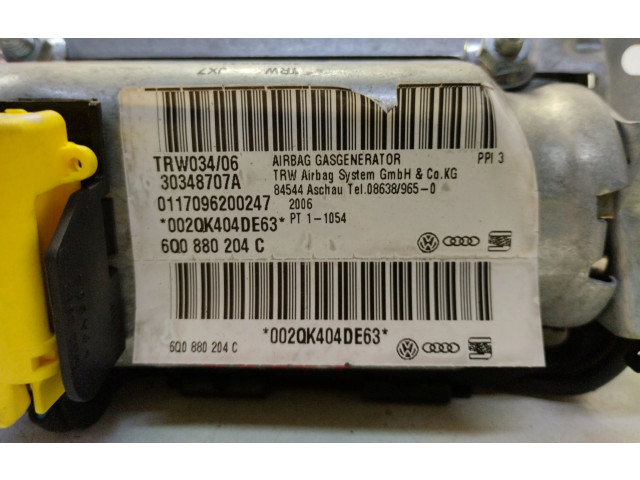 TRW
TRW034/06 AIRBAG GASGENERATOR PPI 3
30348707A TRW Airbag System GmbH & Co.KG
84544 Aschau Tel.08638/965-0
0117096200247 2006
*002QK404DE63* PT 1-1054
6Q0 880 204 C
*002QK404DE63*
6Q0 880 204 C